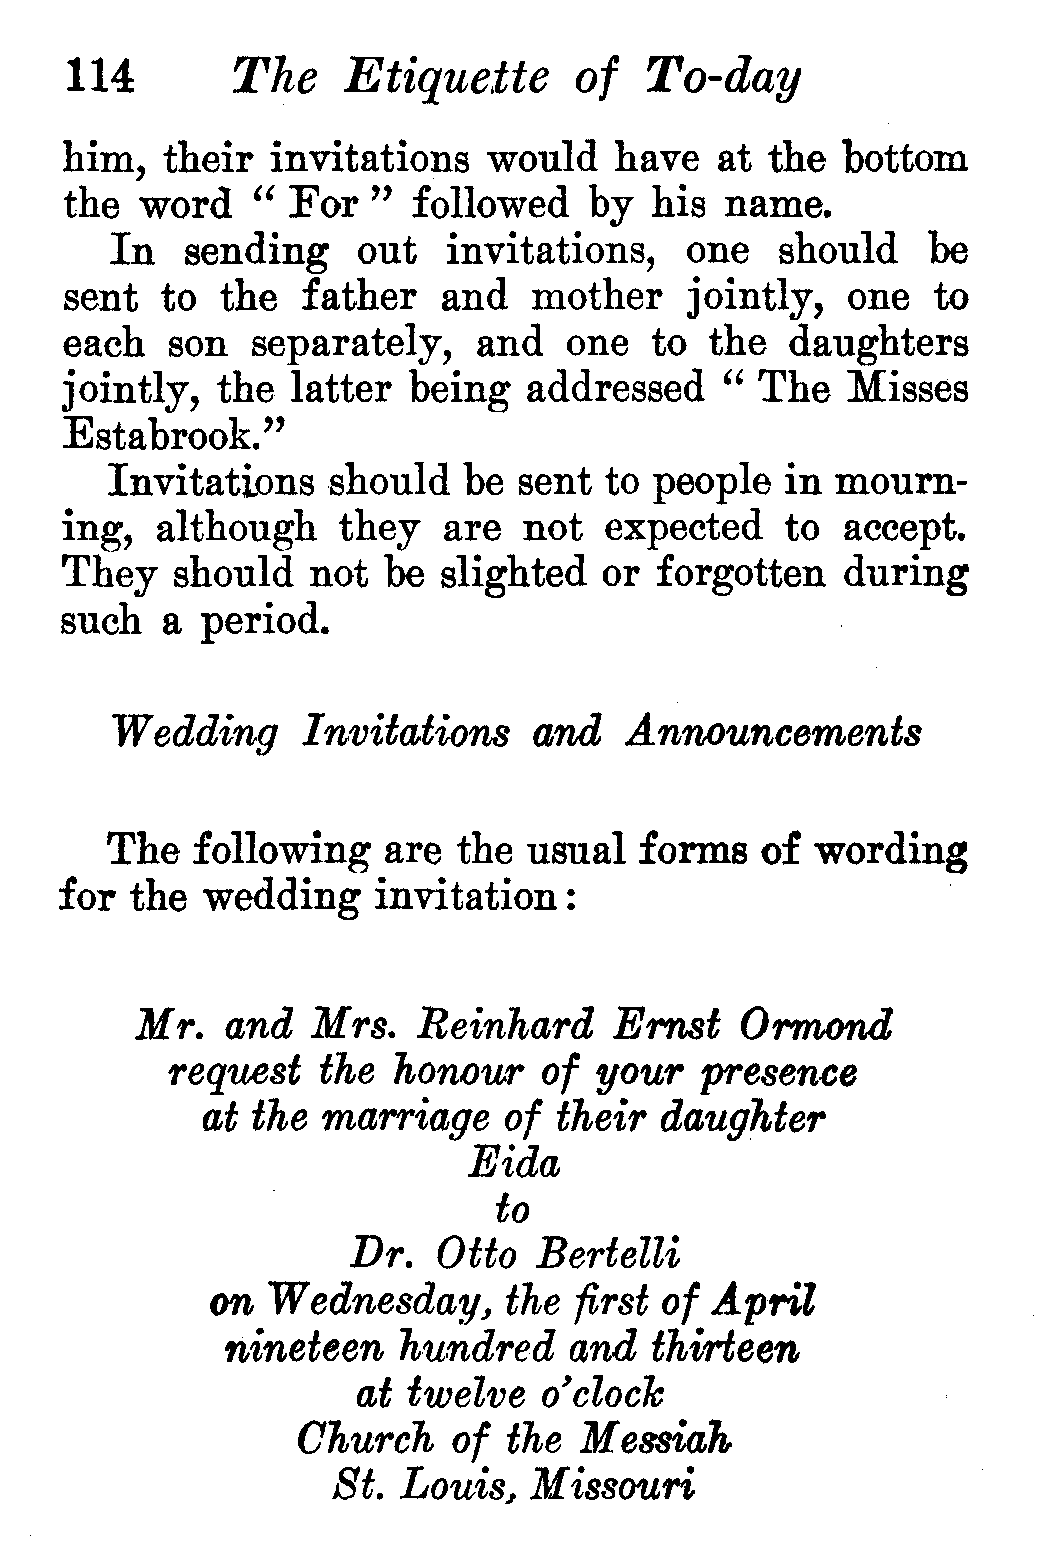 114 The Etiquette of To-day
him, their invitations would have at the bottom
the word “ For ” followed by his name.
In sending out invitations, one should be
sent to the father and mother jointly, one to
each son separately, and one to the daughters
jointly, the latter being addressed “ The Misses
Estabrook.”
Invitations should be sent to people in mourn-
ing, although they are not expected to accept.
They should not be slighted or forgotten during
such a period.
Wedding Invitations and Announcements
The following are the usual forms of wording
for the wedding invitation :
Mr. and Mrs. Reinhard Ernst Ormond
request the honour of your presence
at the marriage of their daughter
Eida
to
Dr. Otto Bertelli
on Wednesday, the first of April
nineteen hundred and thirteen
at twelve o’clock
Church of the Messiah
St. Louis, Missouri